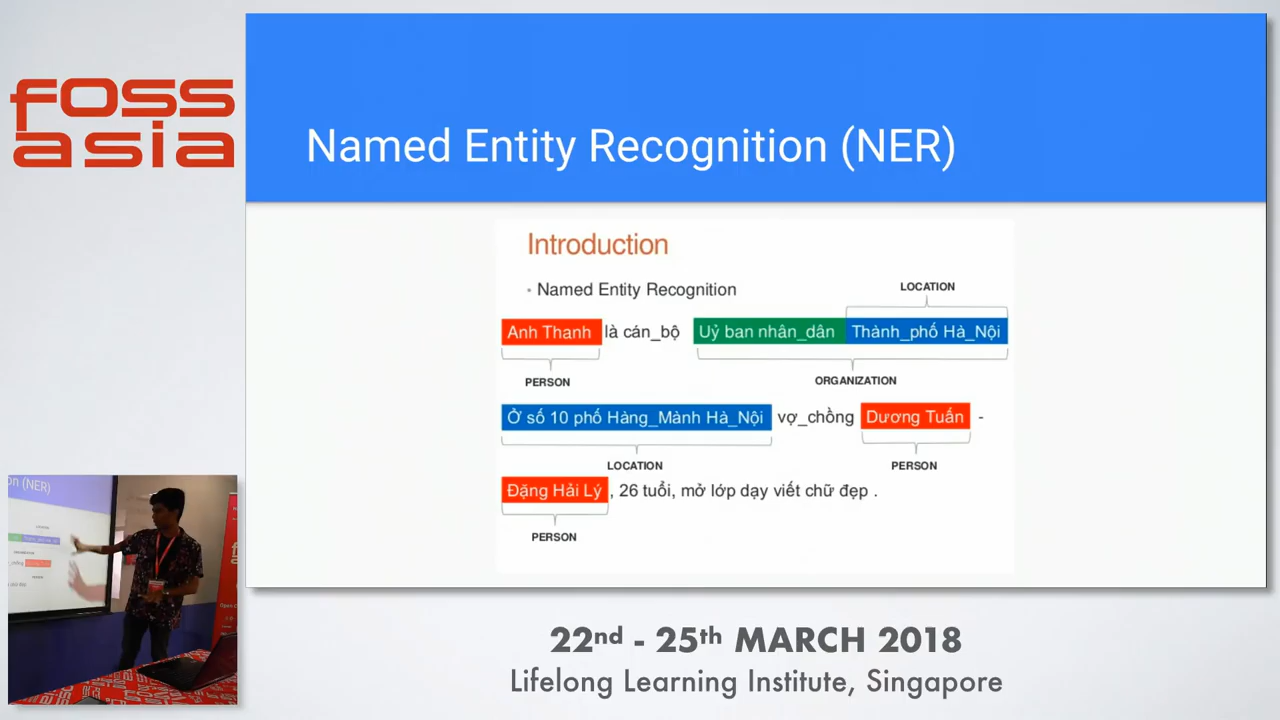 foss
asia
Named Entity Recognition (NER)
Introduction
• Named Entity Recognition
LOCATION
Anh Thanh là cán_bộ Uỷ ban nhân_dân Thành_phố Hà_Nội
PERSON
ORGANIZATION
Ở số 10 phố Hàng_Mành Hà_Nội vợ_chồng Dương Tuấn -
LOCATION
PERSON
Đặng Hải Lý , 26 tuổi, mở lớp dạy viết chữ đẹp .
PERSON
on (NER)
22nd - 25th MARCH 2018
Lifelong Learning Institute, Singapore